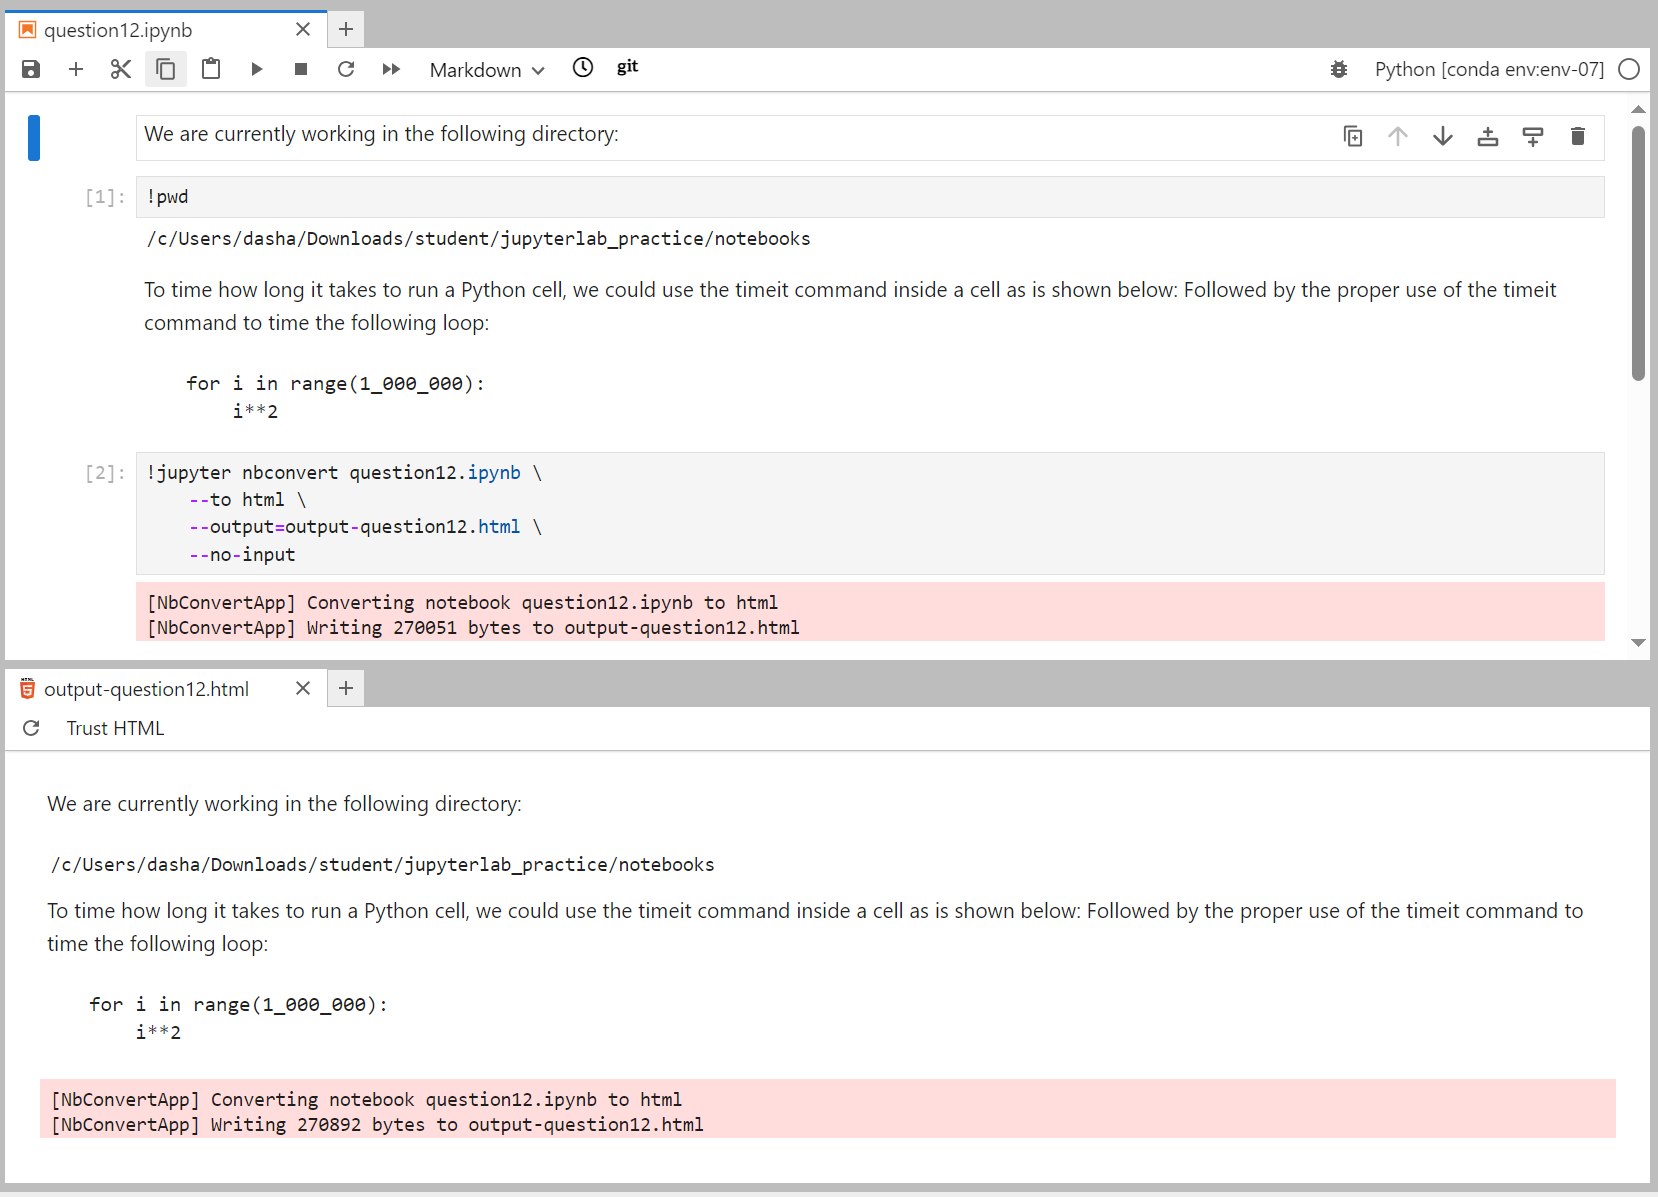 question12.ipynb
Markdown
git
Python [conda env:env-07]
We are currently working in the following directory:
[1]:
!pwd
/c/Users/dasha/Downloads/student/jupyterlab_practice/notebooks
To time how long it takes to run a Python cell, we could use the timeit command inside a cell as is shown below: Followed by the proper use of the timeit
command to time the following loop:
for i in range(1_000_000):
    i**2
[2]:
!jupyter nbconvert question12.ipynb \
    --to html \
    --output=output-question12.html \
    --no-input
[NbConvertApp] Converting notebook question12.ipynb to html
[NbConvertApp] Writing 270051 bytes to output-question12.html
output-question12.html
Trust HTML
We are currently working in the following directory:
/c/Users/dasha/Downloads/student/jupyterlab_practice/notebooks
To time how long it takes to run a Python cell, we could use the timeit command inside a cell as is shown below: Followed by the proper use of the timeit command to
time the following loop:
for i in range(1_000_000):
    i**2
[NbConvertApp] Converting notebook question12.ipynb to html
[NbConvertApp] Writing 270892 bytes to output-question12.html